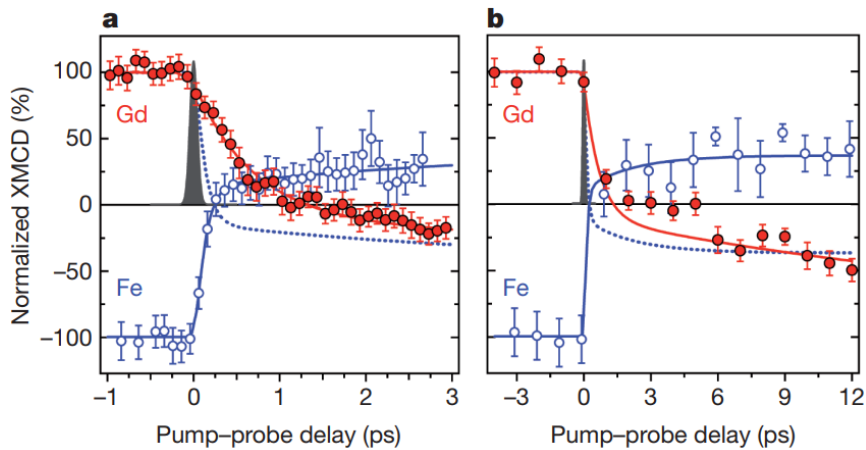 a
b
Normalized XMCD (%)
100
50
0
−50
−100
Gd
Fe
Gd
Fe
−1
0
1
2
3
−3
0
3
6
9
12
Pump–probe delay (ps)
Pump–probe delay (ps)